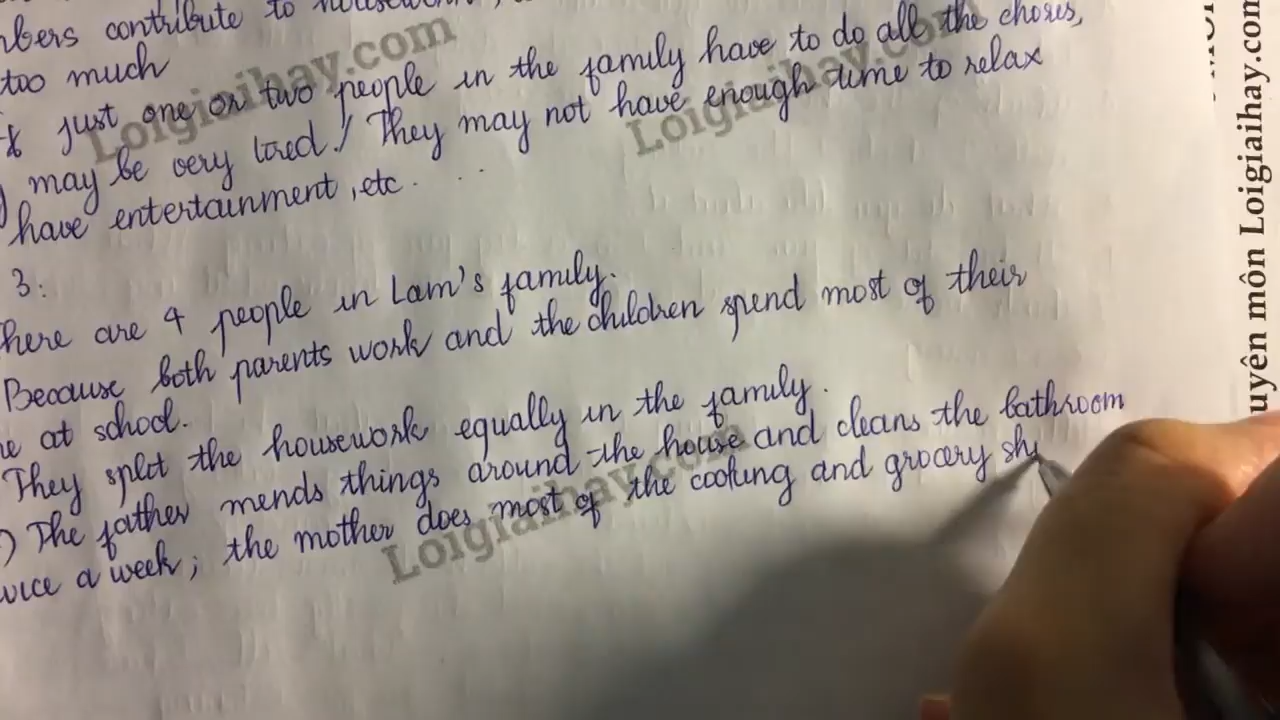 contribute to
too much
just one or two people in the family have to do all the chores,
may be very tired / They may not have enough time to relax
have entertainment, etc. ...
3:
here are 4 people in Lam's family.
Because both parents work and the children spend most of their
at school.
They split the housework equally in the family.
) The father mends things around the house and cleans the bathroom
a week; the mother does most of the cooking and grocery sh
Loigiaihay.com
Loigiaihay.com
Loigiaihay.com
uyên môn Loigiaihay.com